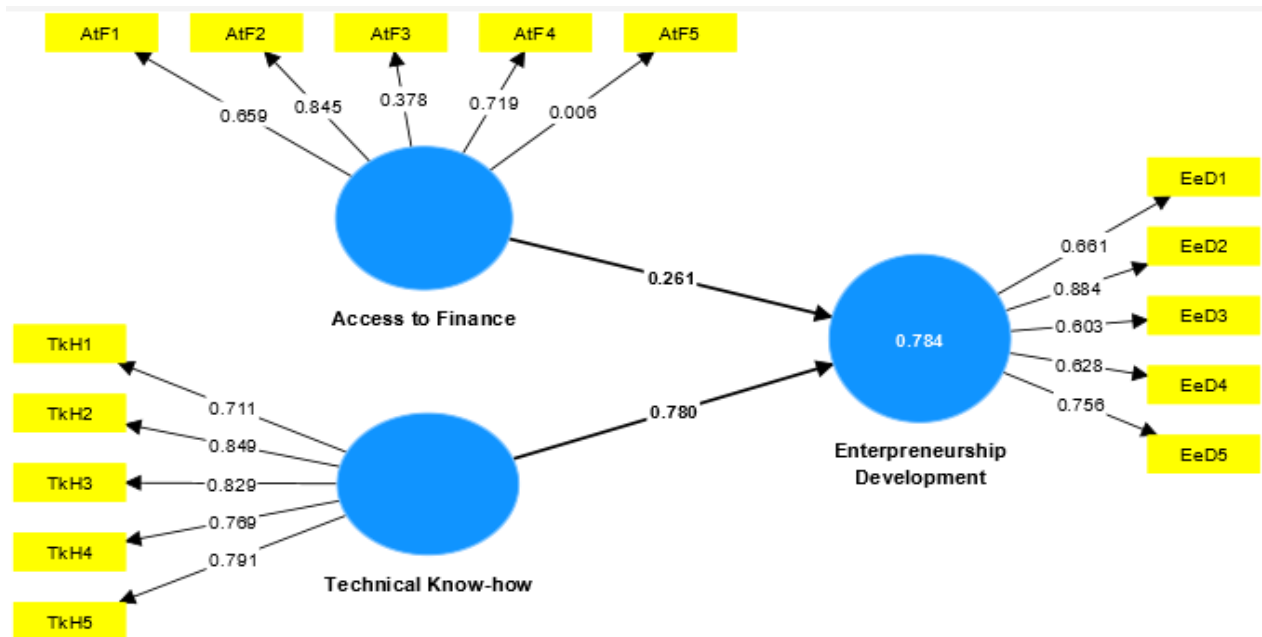 AtF1
AtF2
AtF3
AtF4
AtF5
0.659
0.845
0.378
0.719
0.006
Access to Finance
0.261
TkH1
TkH2
TkH3
TkH4
TkH5
0.711
0.849
0.829
0.769
0.791
Technical Know-how
0.780
0.784
Enterpreneurship
Development
0.661
0.884
0.603
0.628
0.756
EeD1
EeD2
EeD3
EeD4
EeD5